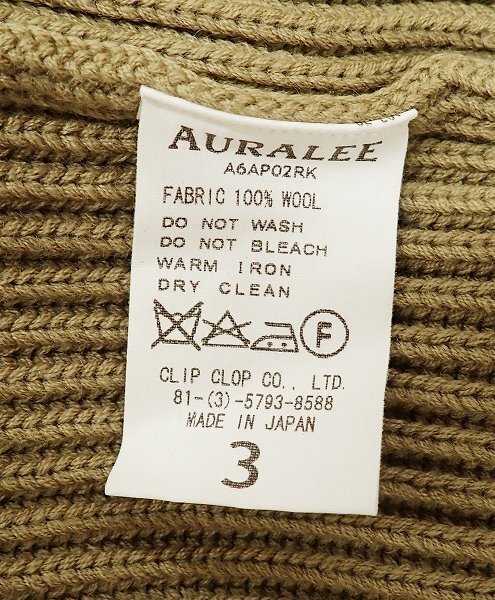 AURALEE
A6AP02RK
FABRIC 100% WOOL
DO NOT WASH
DO NOT BLEACH
WARM IRON
DRY CLEAN
F
CLIP CLOP CO., LTD.
81-(3)-5793-8588
MADE IN JAPAN
3